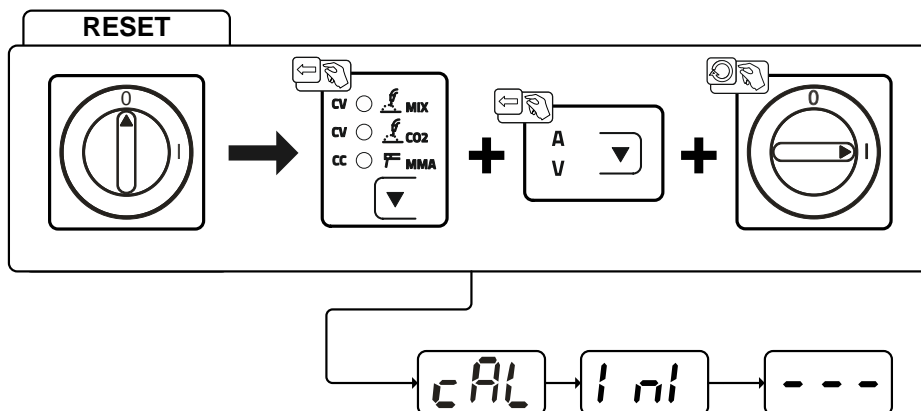 RESET
0
I
CV MIX
CV CO2
CC MMA
A
V
0
I
cAL
InI
---